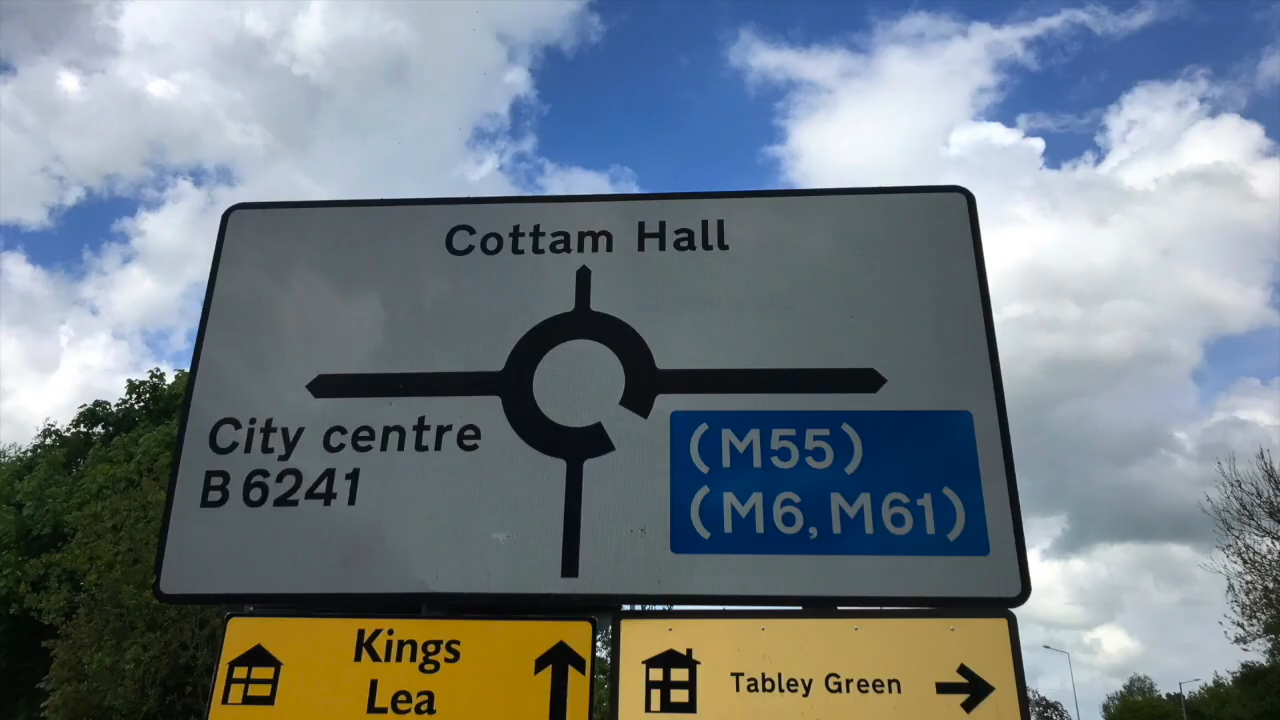 Cottam Hall
City centre
B 6241
(M55)
(M6, M61)
Kings
Lea
Tabley Green